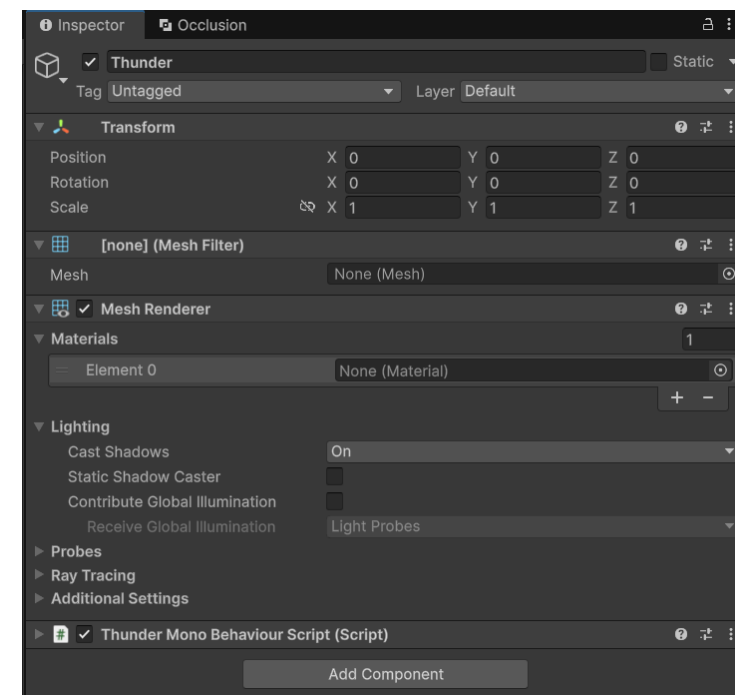 Inspector Occlusion
Thunder Static
Tag Untagged Layer Default
Transform
Position X 0 Y 0 Z 0
Rotation X 0 Y 0 Z 0
Scale X 1 Y 1 Z 1
[none] (Mesh Filter)
Mesh None (Mesh)
Mesh Renderer
Materials 1
Element 0 None (Material)
+ −
Lighting
Cast Shadows On
Static Shadow Caster
Contribute Global Illumination
Receive Global Illumination Light Probes
Probes
Ray Tracing
Additional Settings
# Thunder Mono Behaviour Script (Script)
Add Component